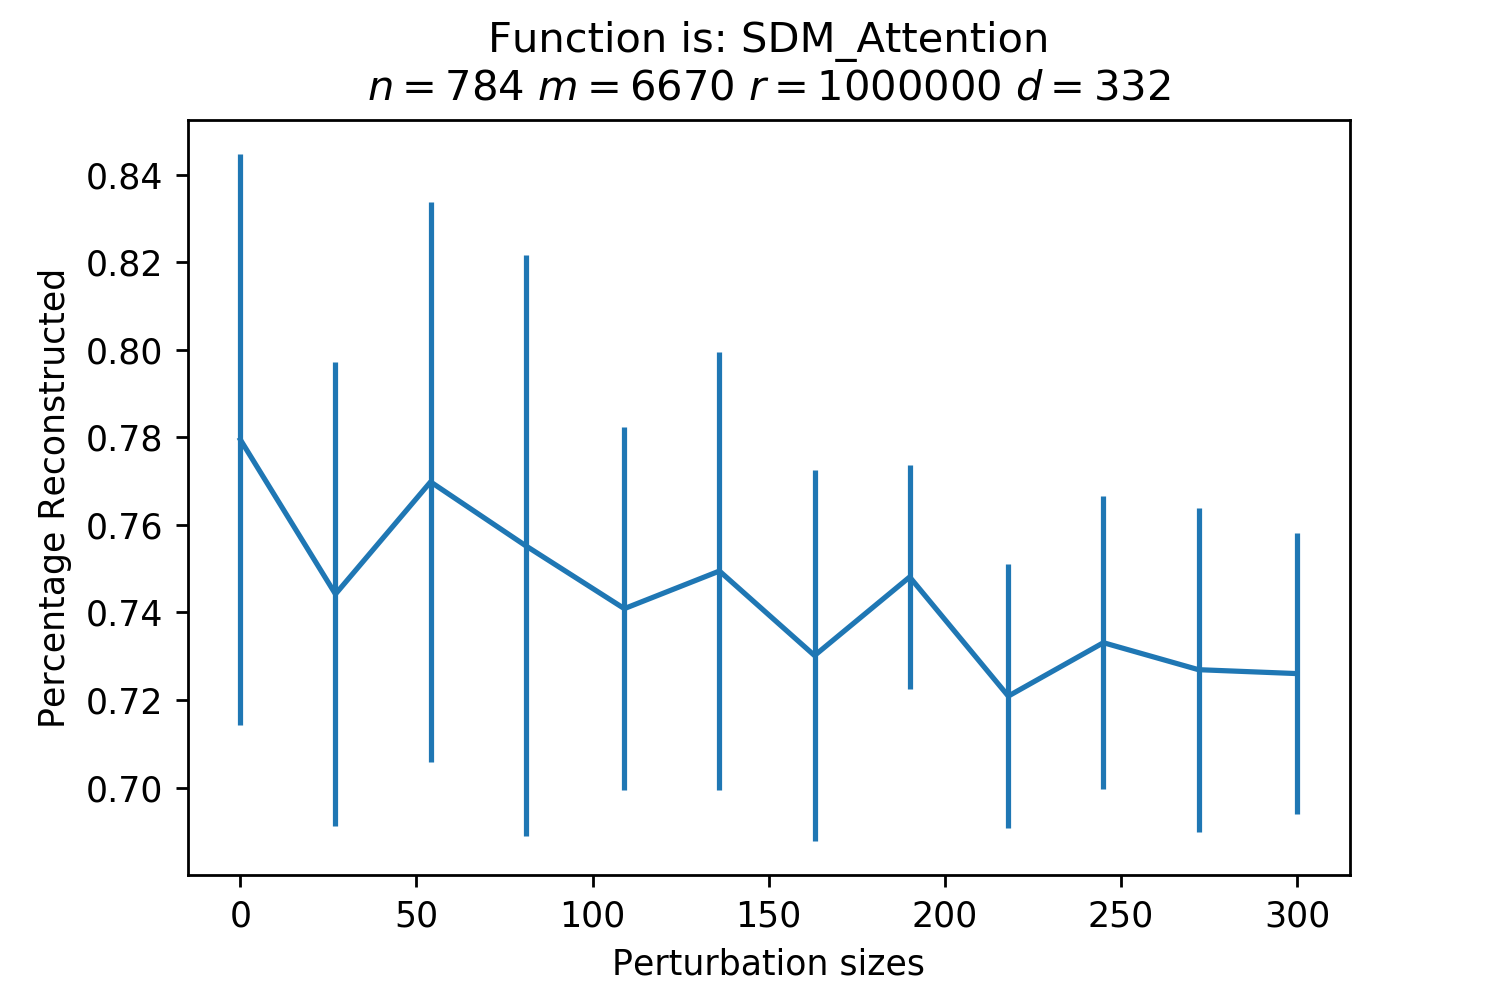 Function is: SDM_Attention
n = 784 m = 6670 r = 1000000 d = 332
0.84
0.82
0.80
0.78
0.76
0.74
0.72
0.70
Percentage Reconstructed
0 50 100 150 200 250 300
Perturbation sizes